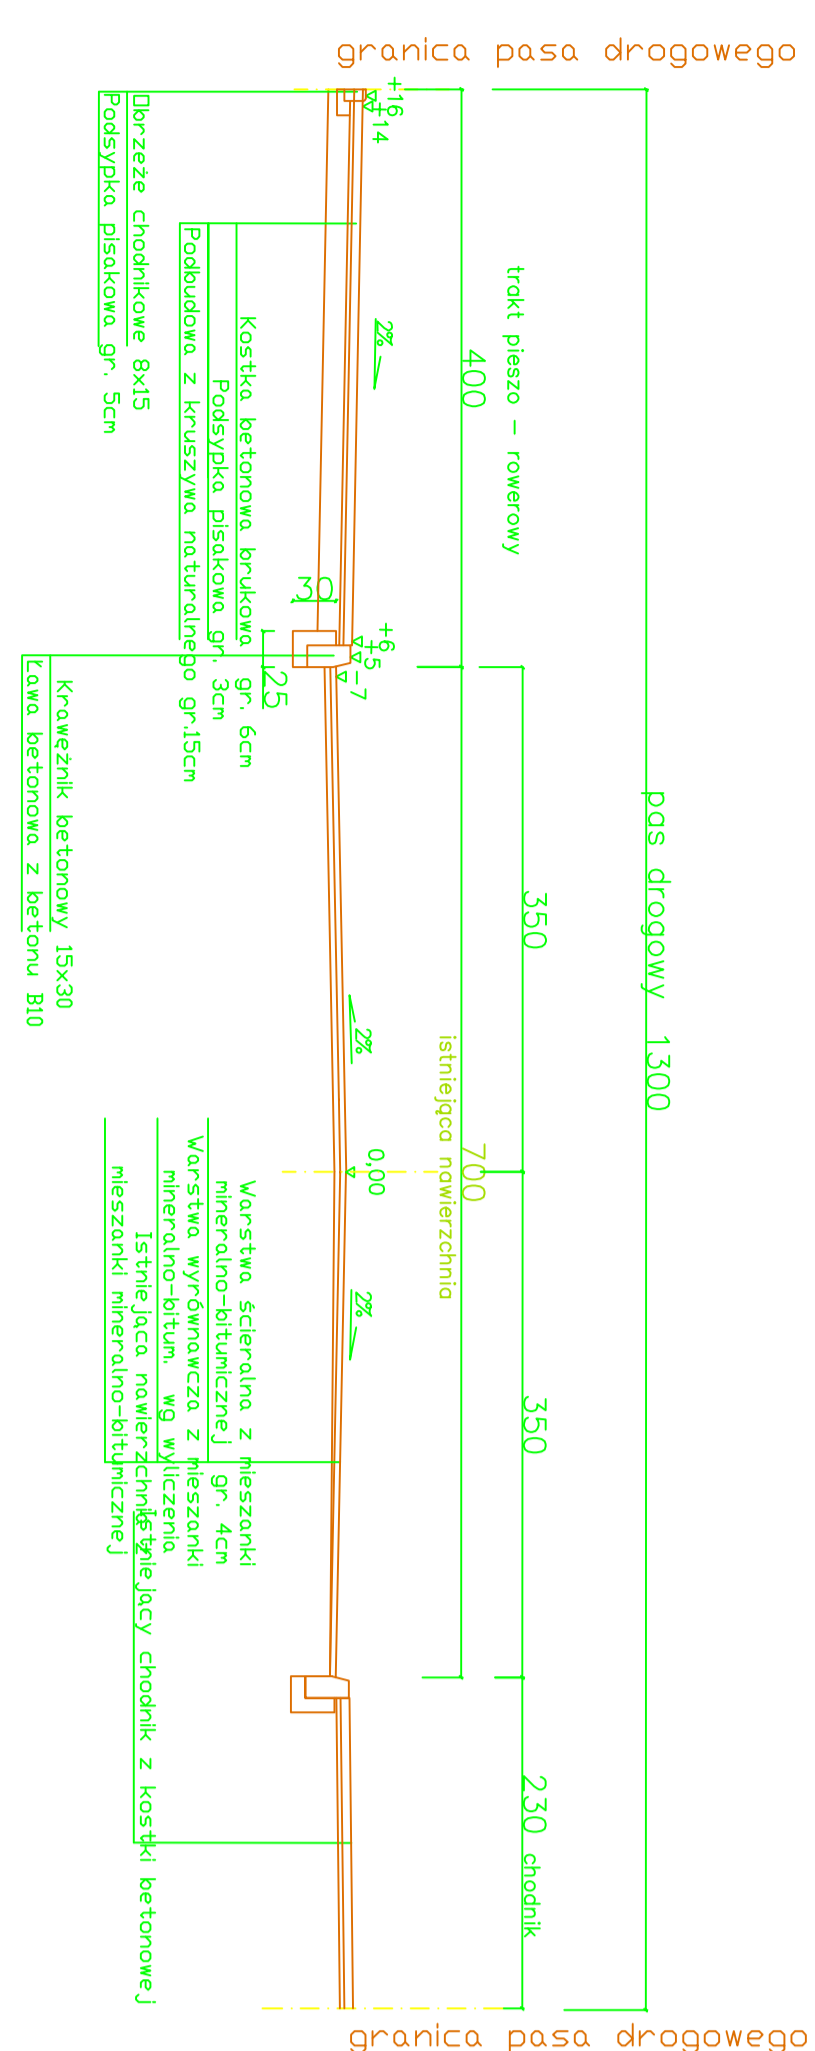 granica pasa drogowego
+16
+14
Obrzeże chodnikowe 8x15
Podsypka pisakowa gr. 5cm
Kostka betonowa brukowa gr. 6cm
Podsypka pisakowa gr. 3cm
Podbudowa z kruszywa naturalnego gr.15cm
2%
400
trakt pieszo - rowerowy
30
25
+6
+5
-7
Krawężnik betonowy 15x30
Ława betonowa z betonu B10
350
pas drogowy 1300
2%
istniejąca nawierzchnia
700
0,00
2%
Warstwa ścieralna z mieszanki
mineralno-bitumicznej gr. 4cm
Warstwa wyrównawcza z mieszanki
mineralno-bitum. wg wyliczenia
Istniejąca nawierzchnia z
mieszanki mineralno-bitumicznej
350
Istniejący chodnik z kostki betonowej
230 chodnik
granica pasa drogowego